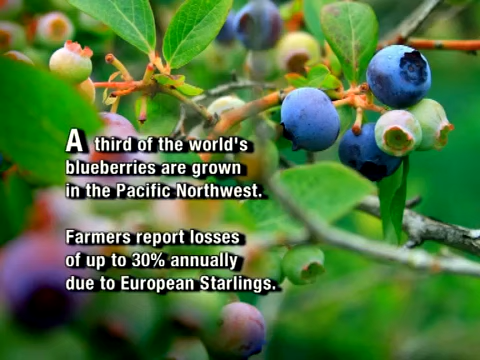 A third of the world's
blueberries are grown
in the Pacific Northwest.
Farmers report losses
of up to 30% annually
due to European Starlings.